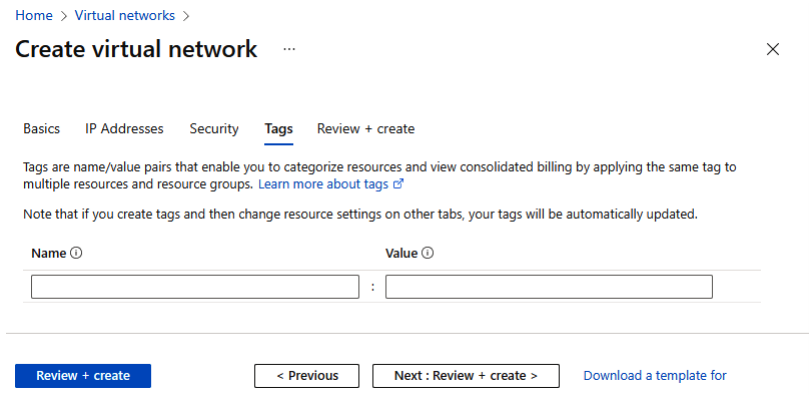 Home > Virtual networks >
Create virtual network ...
Basics IP Addresses Security Tags Review + create
Tags are name/value pairs that enable you to categorize resources and view consolidated billing by applying the same tag to
multiple resources and resource groups. Learn more about tags
Note that if you create tags and then change resource settings on other tabs, your tags will be automatically updated.
Name Value
:
Review + create < Previous Next : Review + create > Download a template for